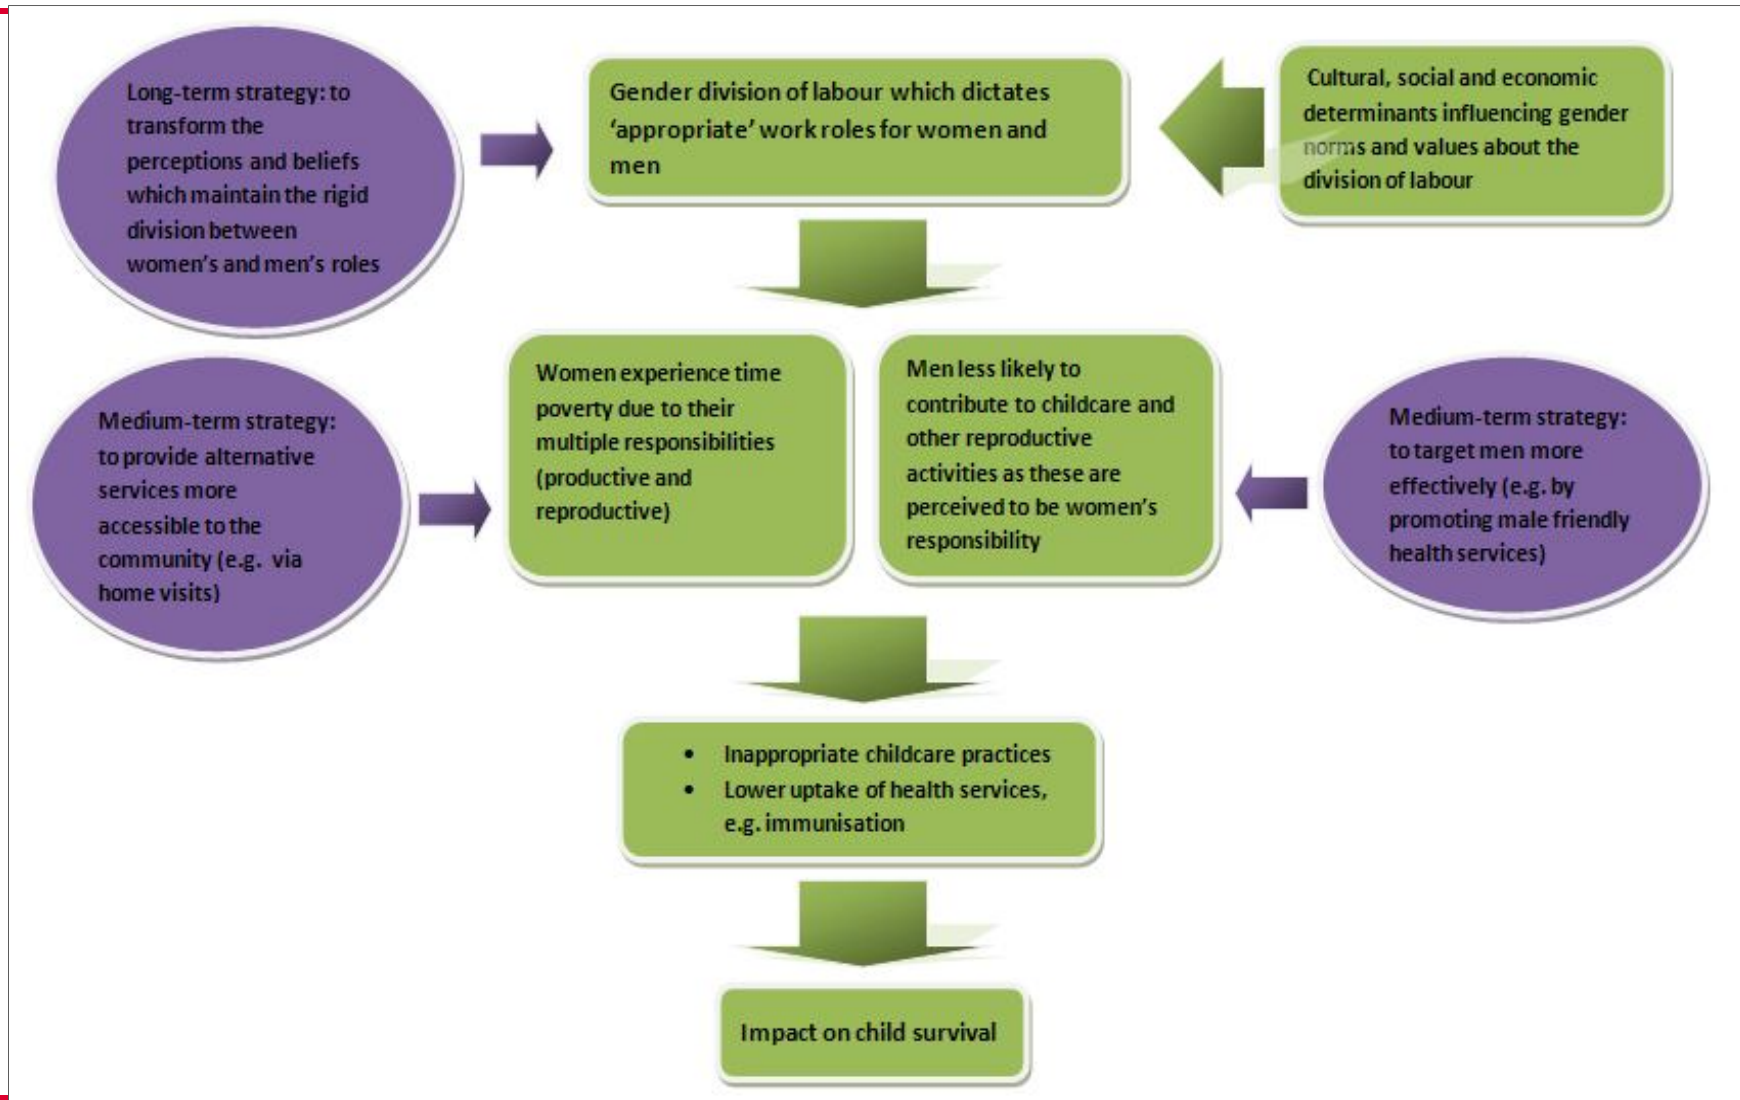 Long-term strategy: to
transform the
perceptions and beliefs
which maintain the rigid
division between
women's and men's roles
Gender division of labour which dictates
‘appropriate’ work roles for women and
men
Cultural, social and economic
determinants influencing gender
norms and values about the
division of labour
Medium-term strategy:
to provide alternative
services more
accessible to the
community (e.g. via
home visits)
Women experience time
poverty due to their
multiple responsibilities
(productive and
reproductive)
Men less likely to
contribute to childcare and
other reproductive
activities as these are
perceived to be women's
responsibility
Medium-term strategy:
to target men more
effectively (e.g. by
promoting male friendly
health services)
• Inappropriate childcare practices
• Lower uptake of health services,
e.g. immunisation
Impact on child survival